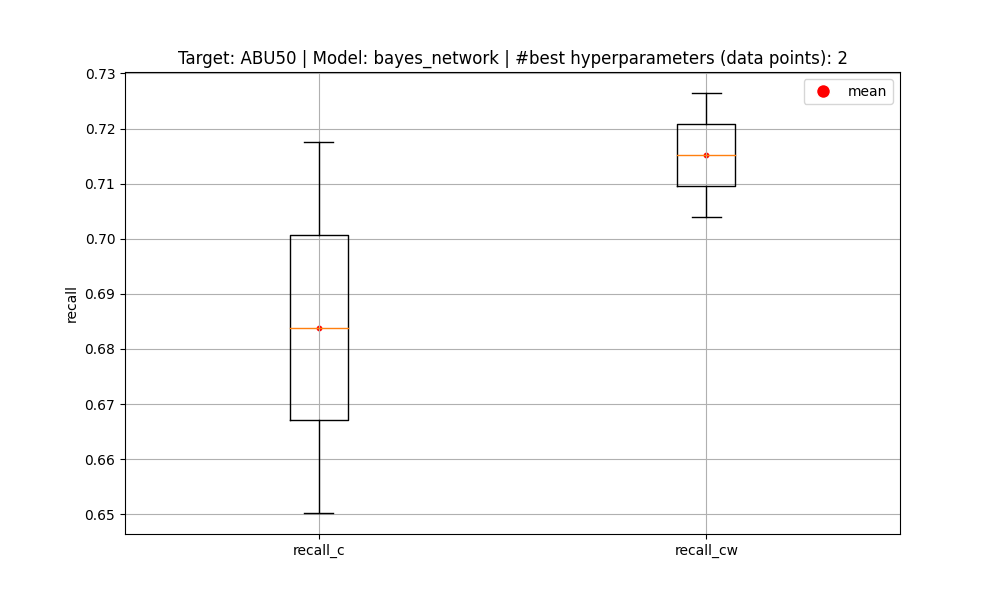 Target: ABU50 | Model: bayes_network | #best hyperparameters (data points): 2
mean
0.73
0.72
0.71
0.70
0.69
0.68
0.67
0.66
0.65
recall
recall_c
recall_cw